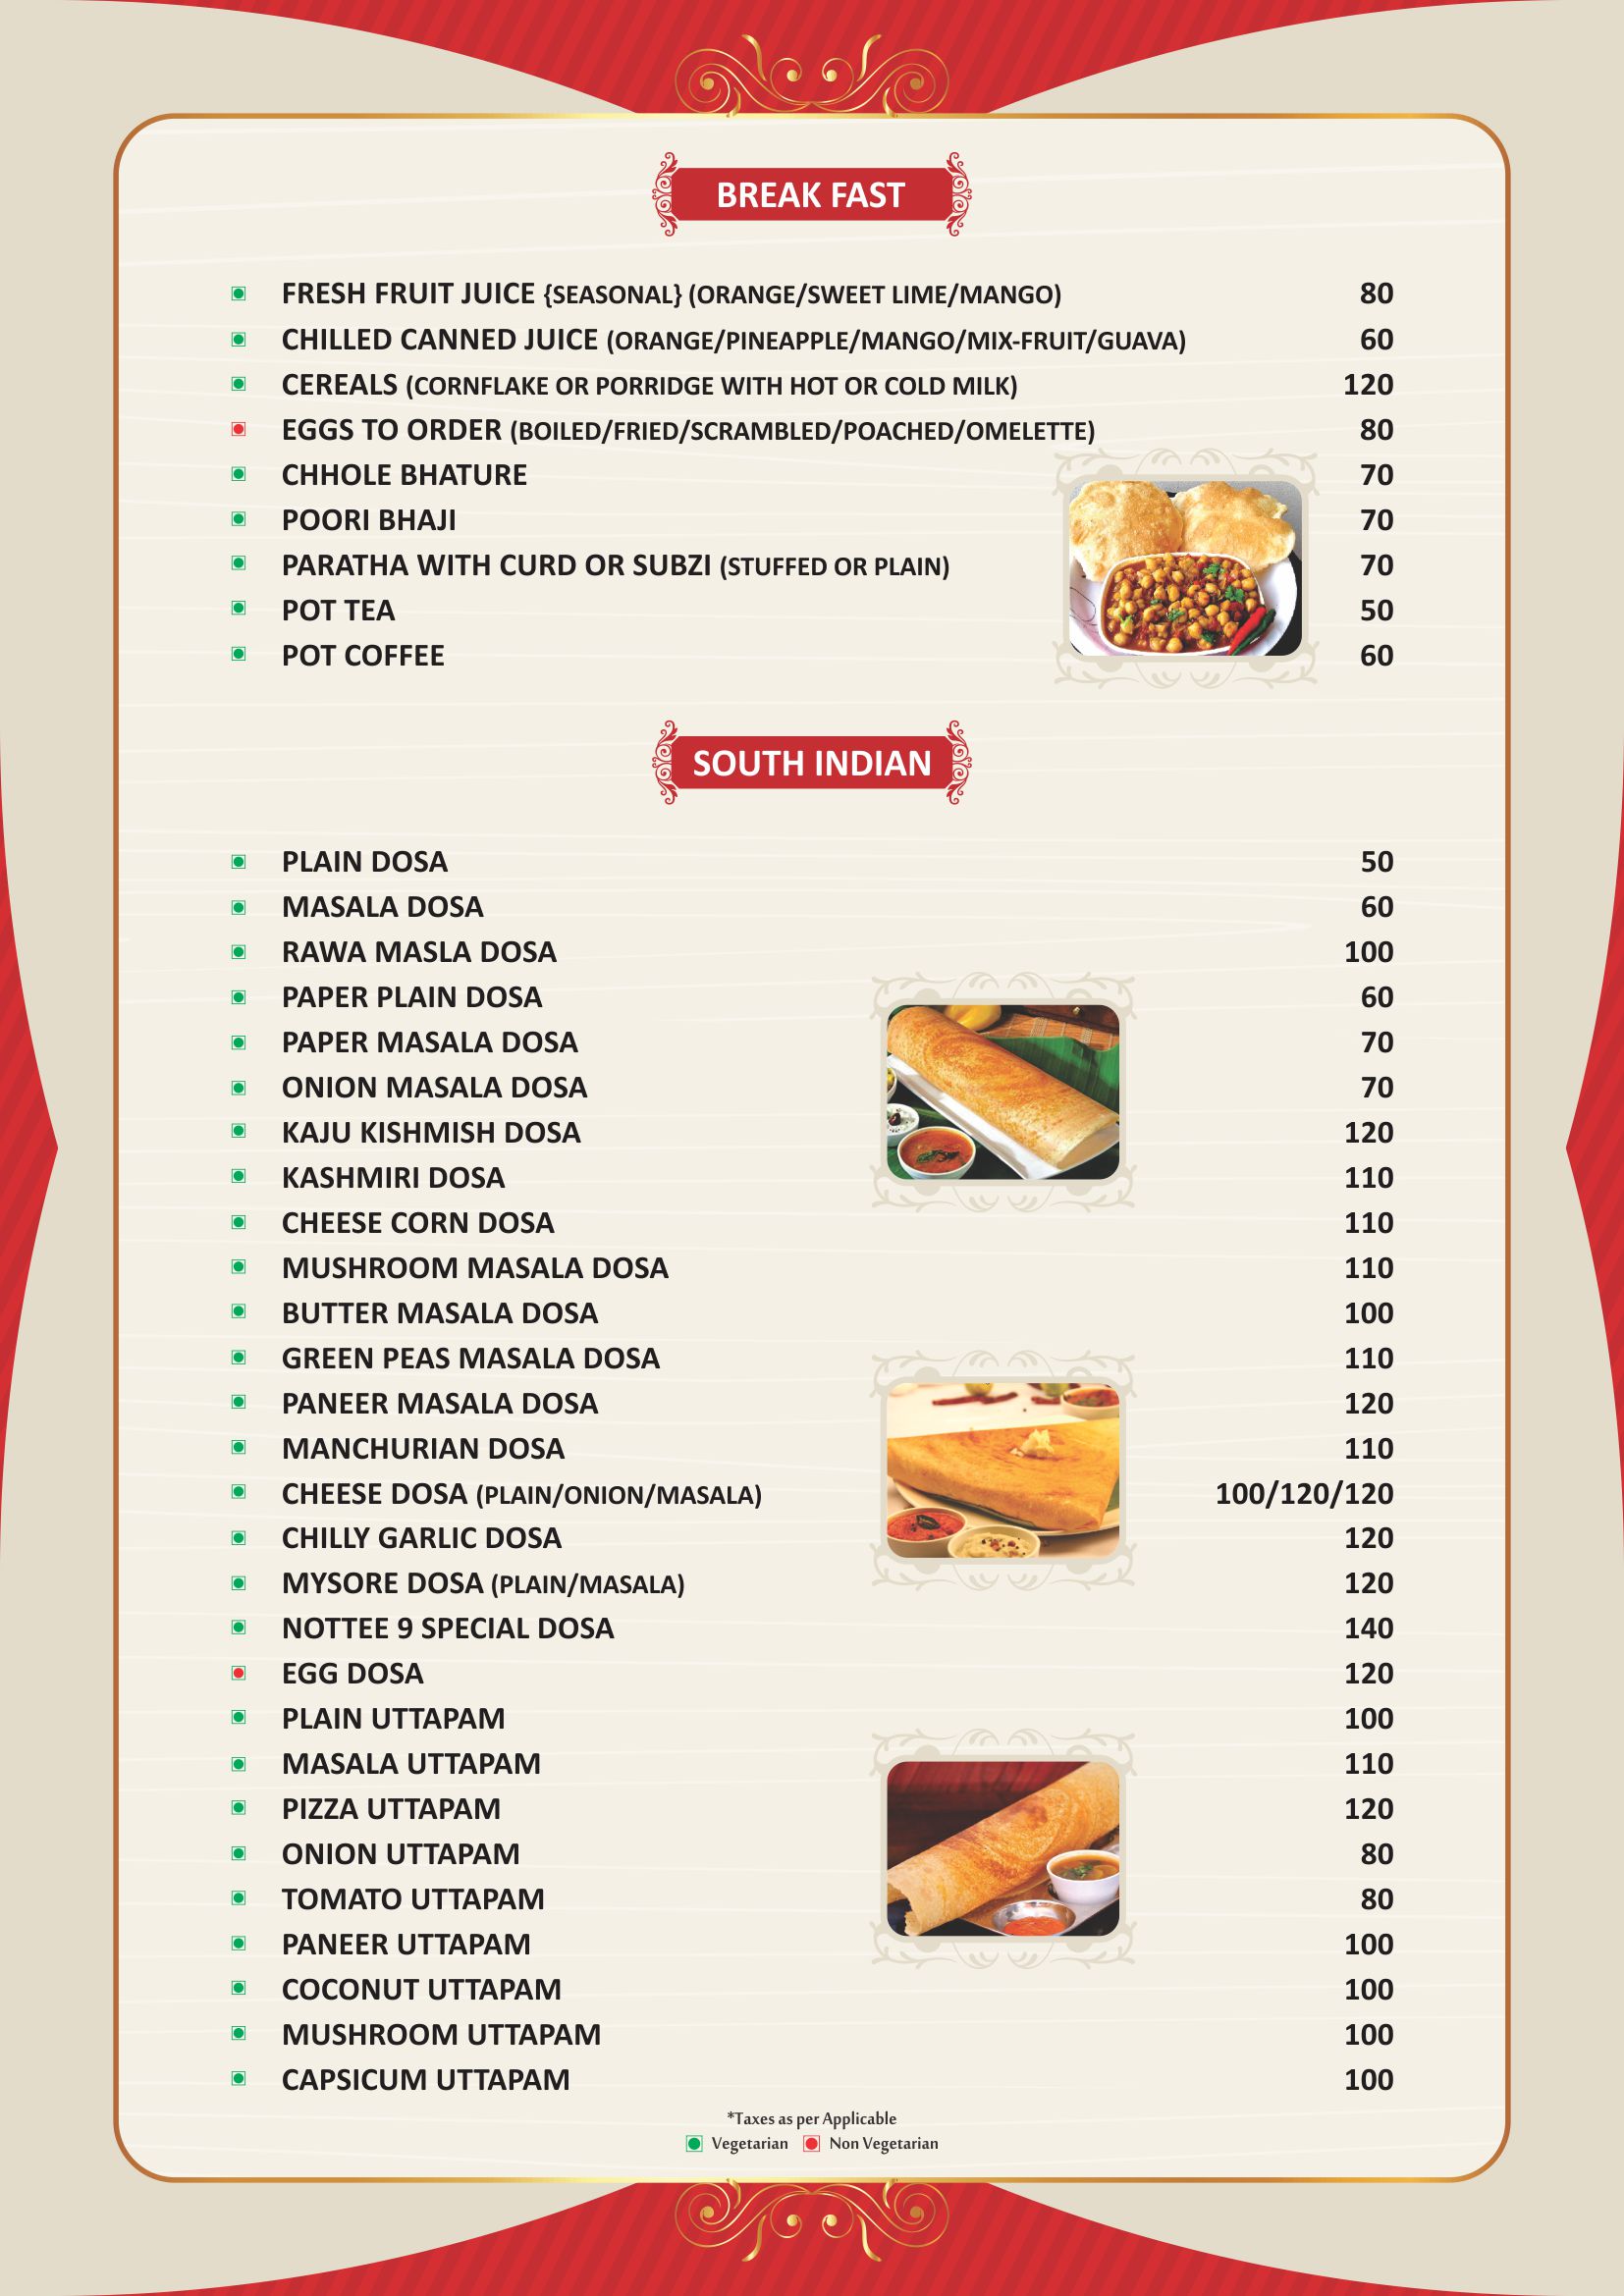 BREAK FAST
FRESH FRUIT JUICE {SEASONAL} (ORANGE/SWEET LIME/MANGO) 80
CHILLED CANNED JUICE (ORANGE/PINEAPPLE/MANGO/MIX-FRUIT/GUAVA) 60
CEREALS (CORNFLAKE OR PORRIDGE WITH HOT OR COLD MILK) 120
EGGS TO ORDER (BOILED/FRIED/SCRAMBLED/POACHED/OMELETTE) 80
CHHOLE BHATURE 70
POORI BHAJI 70
PARATHA WITH CURD OR SUBZI (STUFFED OR PLAIN) 70
POT TEA 50
POT COFFEE 60
SOUTH INDIAN
PLAIN DOSA 50
MASALA DOSA 60
RAWA MASLA DOSA 100
PAPER PLAIN DOSA 60
PAPER MASALA DOSA 70
ONION MASALA DOSA 70
KAJU KISHMISH DOSA 120
KASHMIRI DOSA 110
CHEESE CORN DOSA 110
MUSHROOM MASALA DOSA 110
BUTTER MASALA DOSA 100
GREEN PEAS MASALA DOSA 110
PANEER MASALA DOSA 120
MANCHURIAN DOSA 110
CHEESE DOSA (PLAIN/ONION/MASALA) 100/120/120
CHILLY GARLIC DOSA 120
MYSORE DOSA (PLAIN/MASALA) 120
NOTTEE 9 SPECIAL DOSA 140
EGG DOSA 120
PLAIN UTTAPAM 100
MASALA UTTAPAM 110
PIZZA UTTAPAM 120
ONION UTTAPAM 80
TOMATO UTTAPAM 80
PANEER UTTAPAM 100
COCONUT UTTAPAM 100
MUSHROOM UTTAPAM 100
CAPSICUM UTTAPAM 100
*Taxes as per Applicable
Vegetarian Non Vegetarian